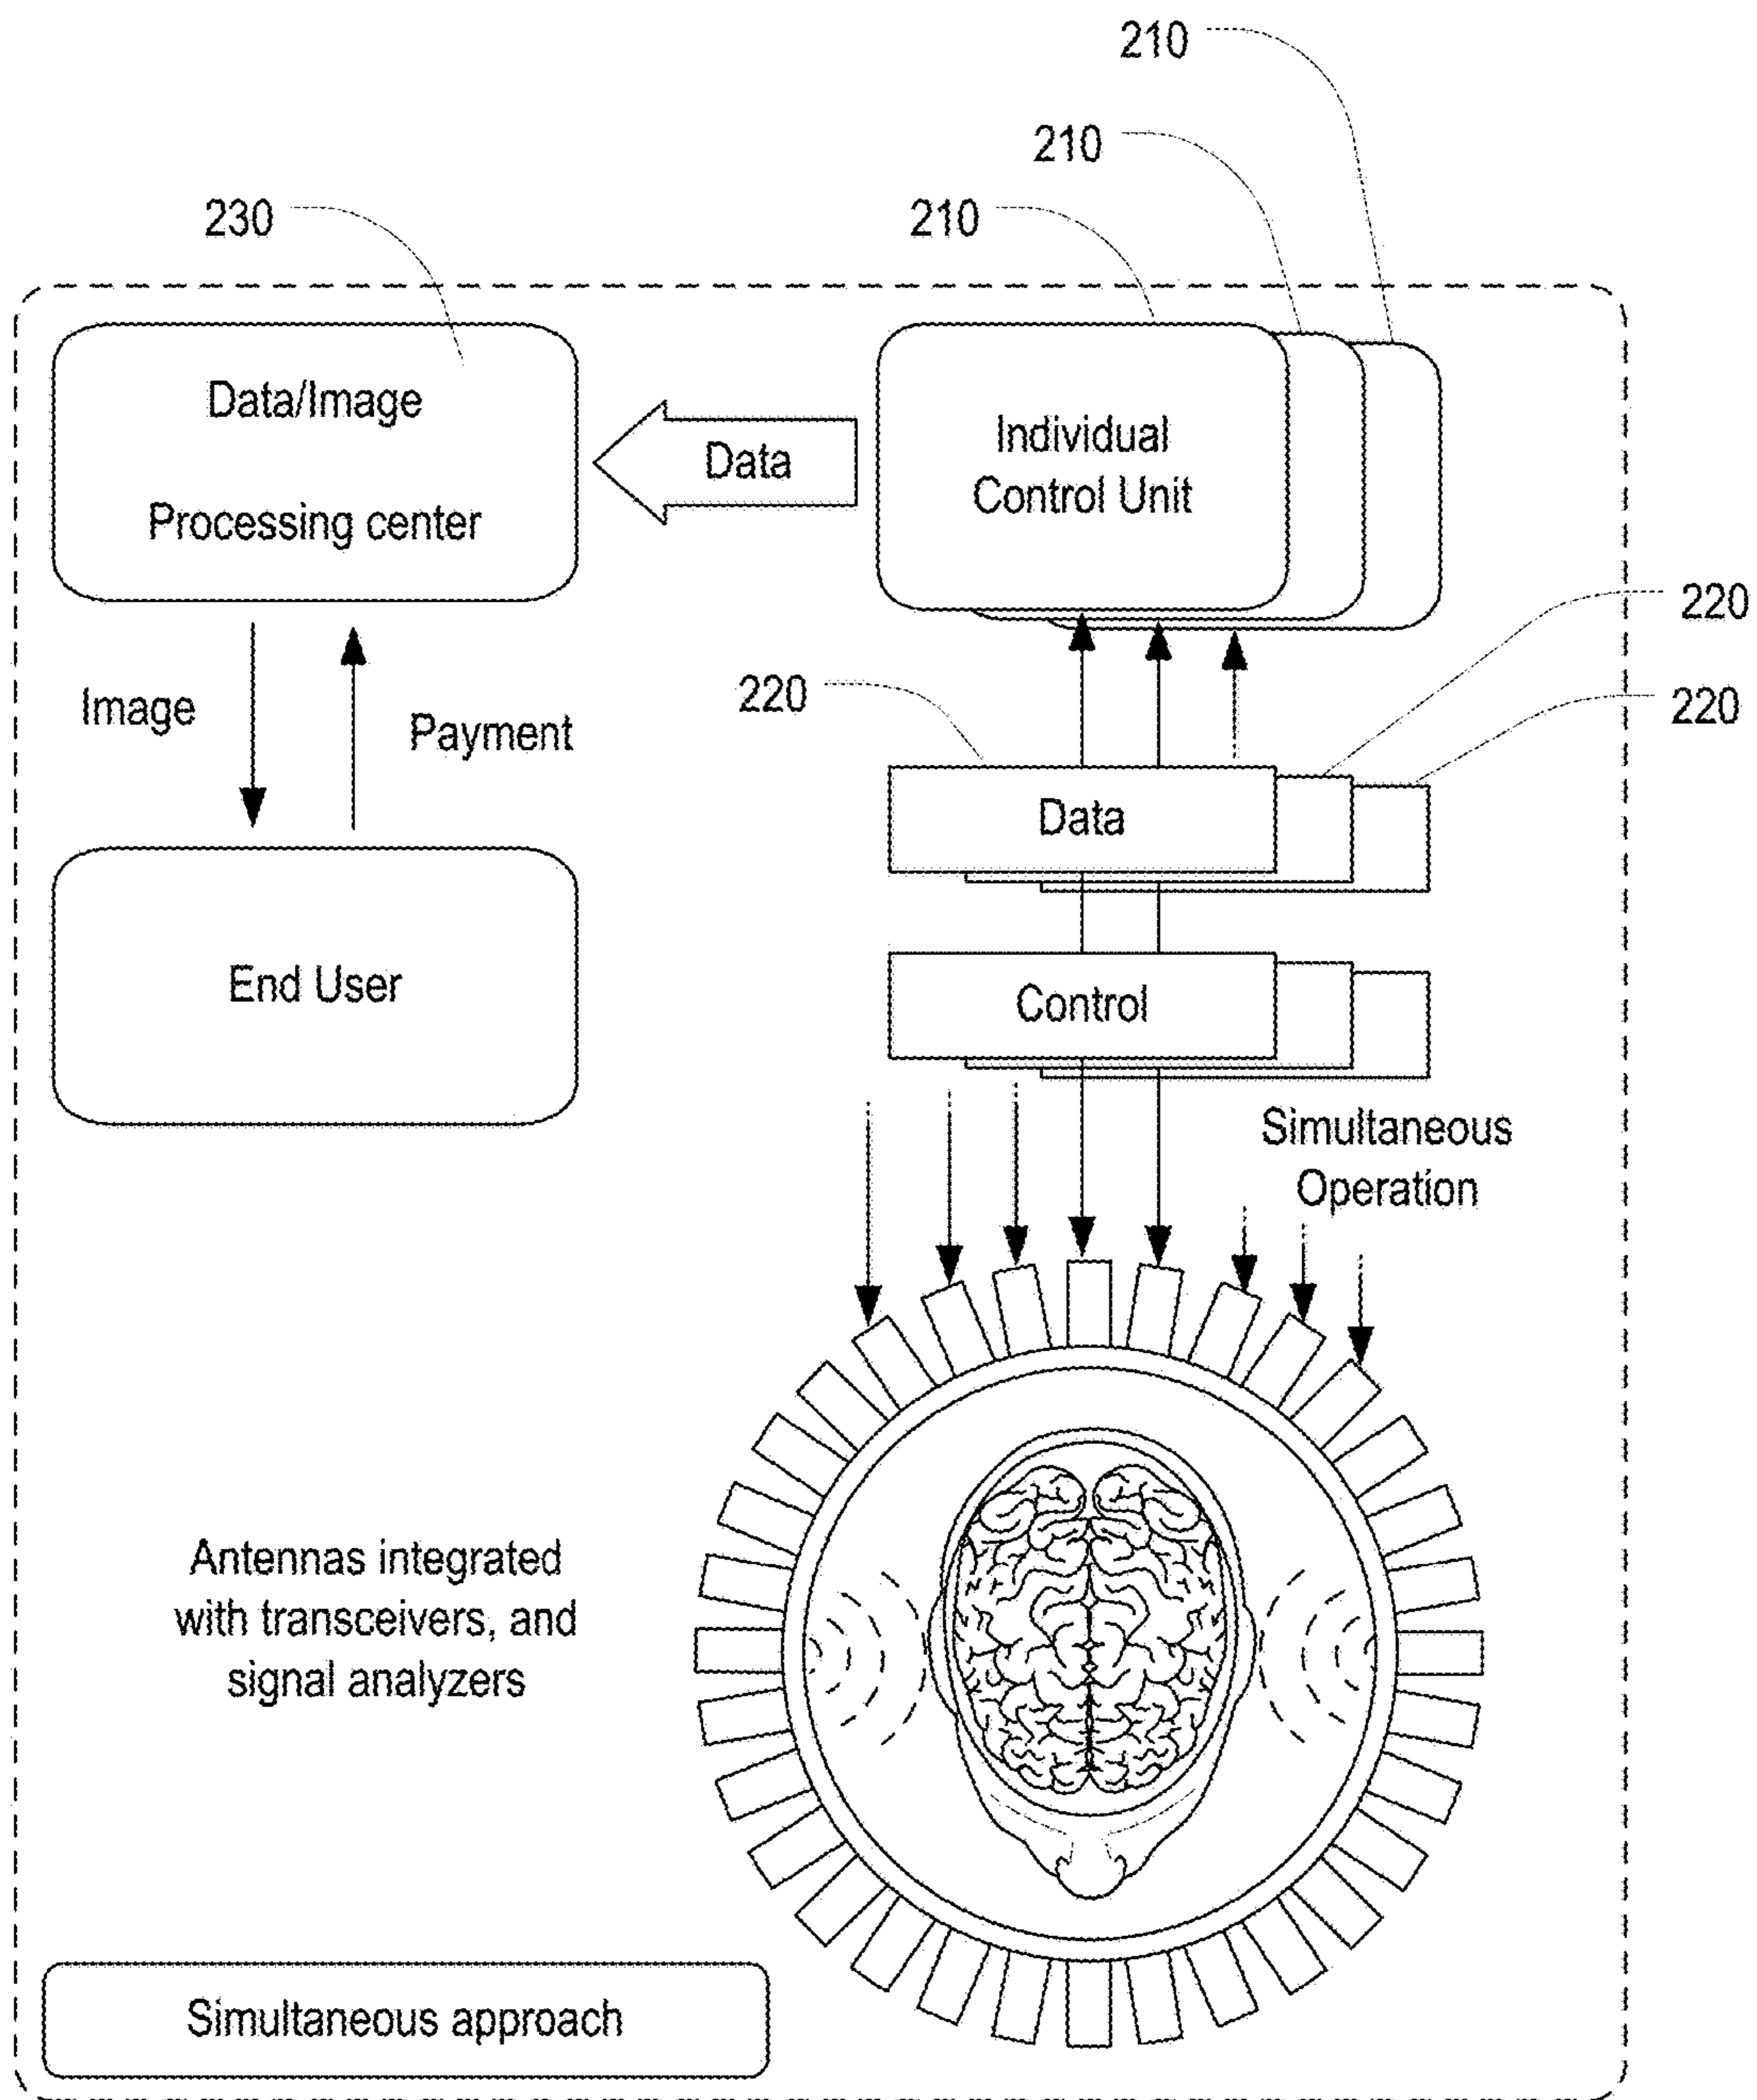 210
210
210
230
Data/Image
Processing center
Data
Individual
Control Unit
220
220
220
Image
Payment
Data
End User
Control
Simultaneous
Operation
Antennas integrated
with transceivers, and
signal analyzers
Simultaneous approach